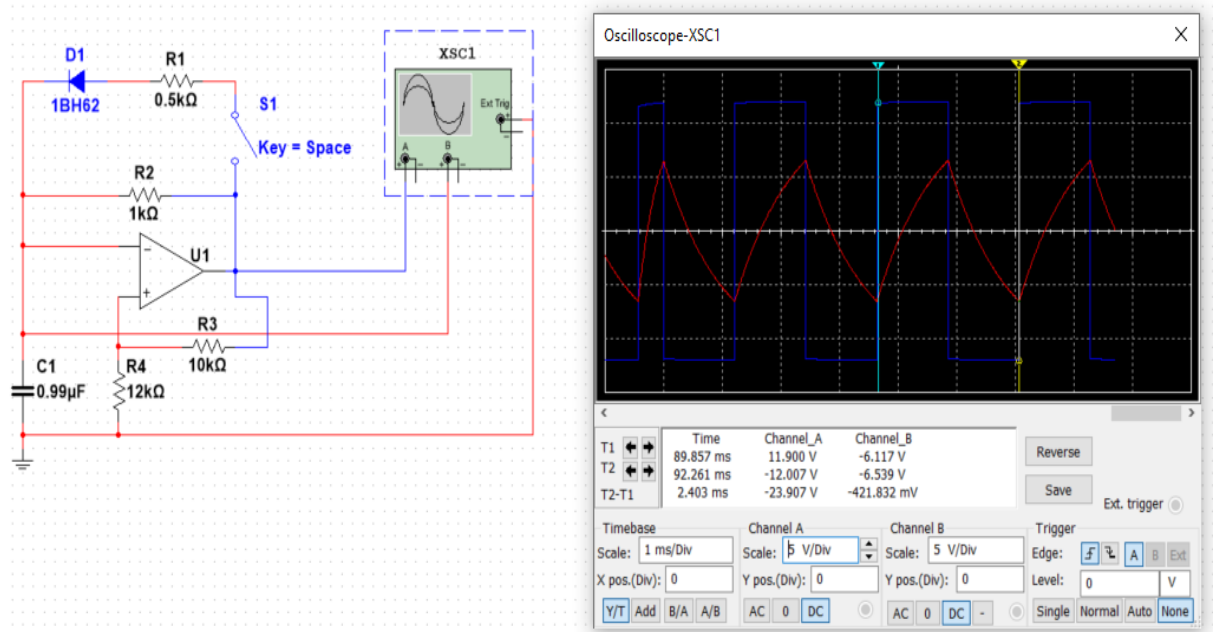 D1
1BH62
R1
0.5kΩ
S1
Key = Space
XSC1
Ext Trig
+
−
A
B
+ −
+ −
R2
1kΩ
U1
−
+
R3
10kΩ
C1
0.99µF
R4
12kΩ
Oscilloscope-XSC1
1
2
Time Channel_A Channel_B
T1 89.857 ms 11.900 V -6.117 V
T2 92.261 ms -12.007 V -6.539 V
T2-T1 2.403 ms -23.907 V -421.832 mV
Reverse
Save
Ext. trigger
Timebase
Scale: 1 ms/Div
X pos.(Div): 0
Y/T Add B/A A/B
Channel A
Scale: 5 V/Div
Y pos.(Div): 0
AC 0 DC
Channel B
Scale: 5 V/Div
Y pos.(Div): 0
AC 0 DC -
Trigger
Edge: A B Ext
Level: 0 V
Single Normal Auto None